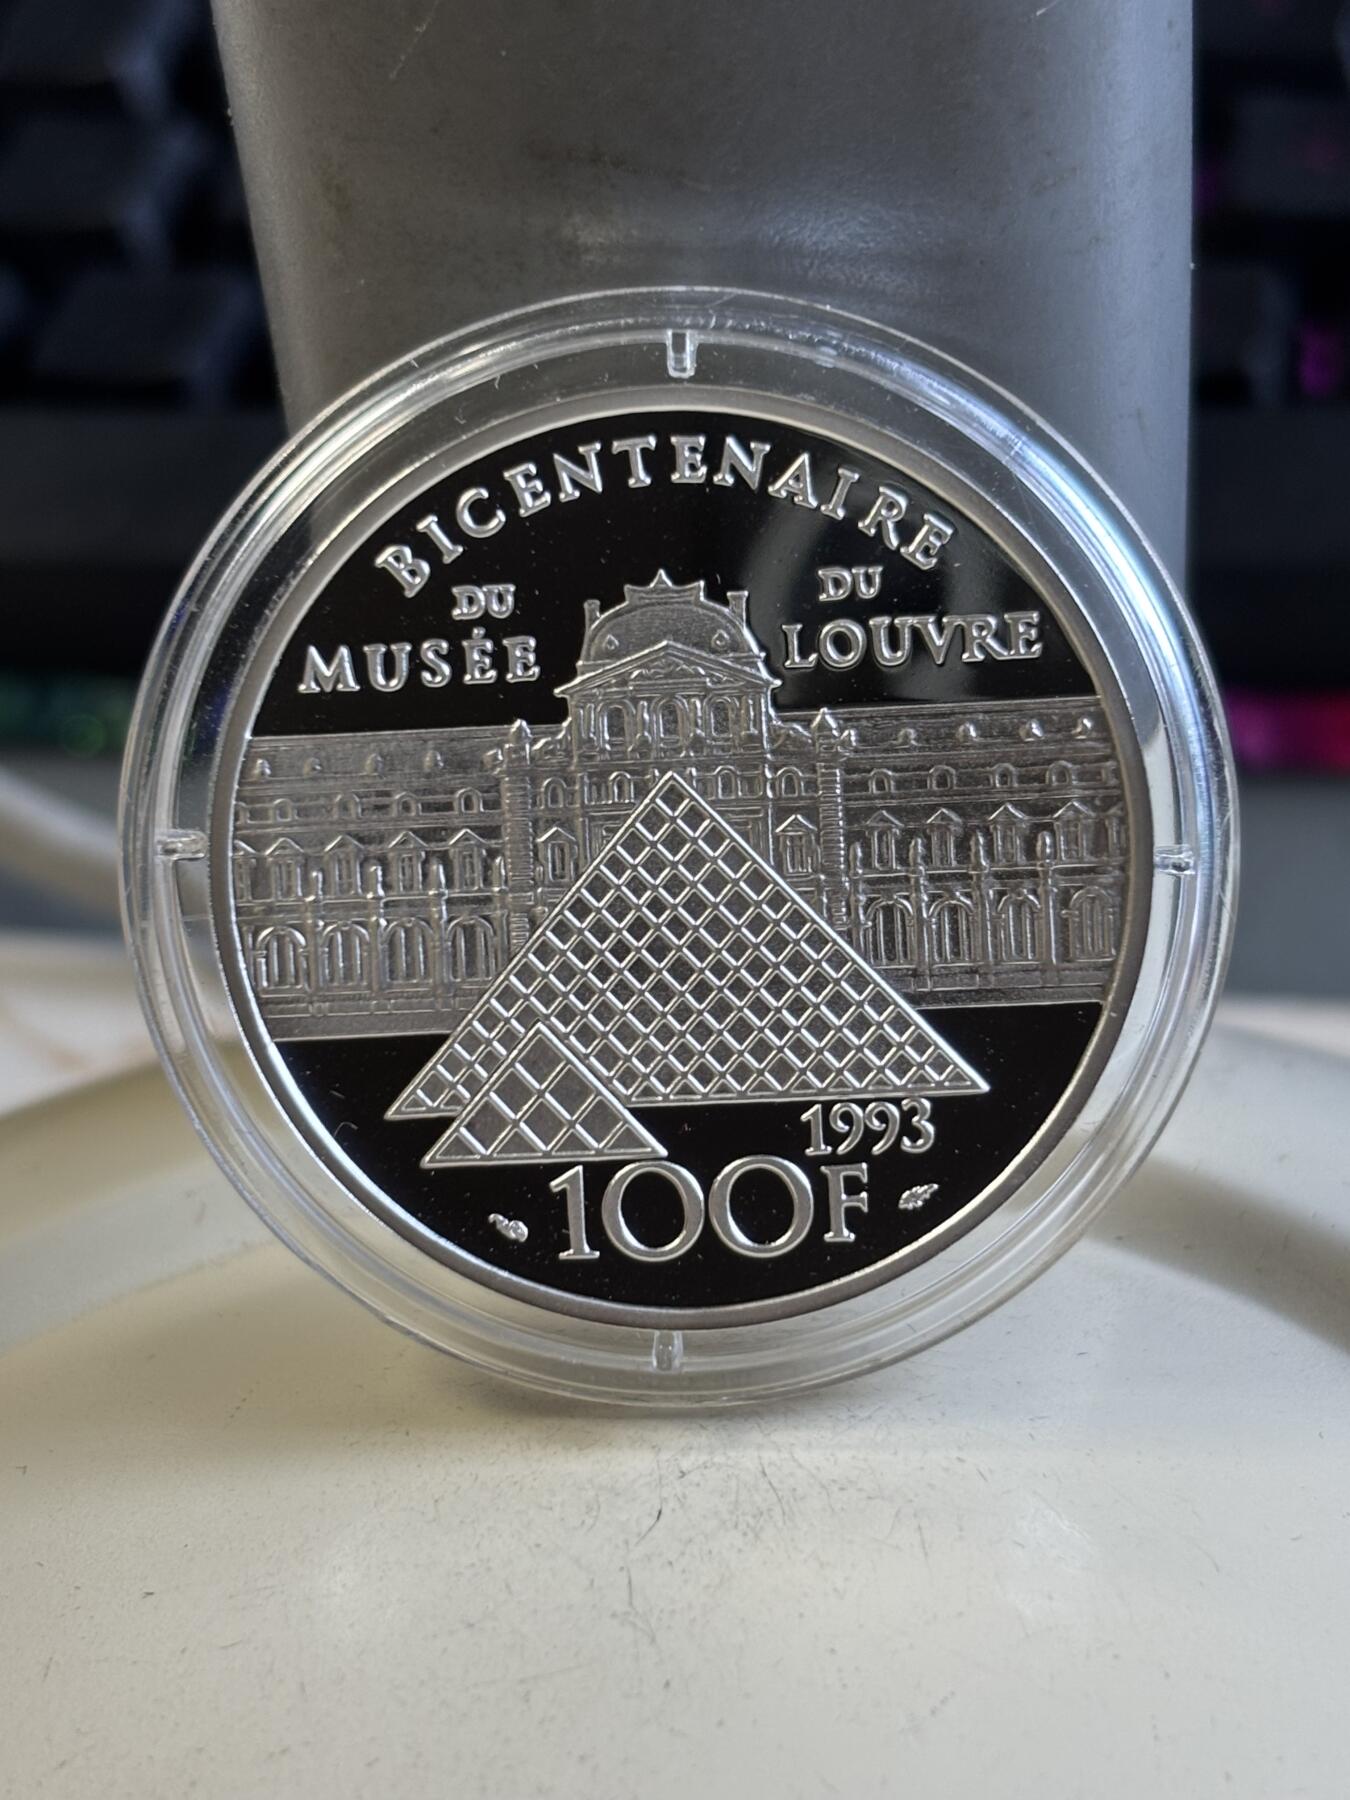 BICENTENAIRE
DU
MUSÉE
DU
LOUVRE
1993
100F